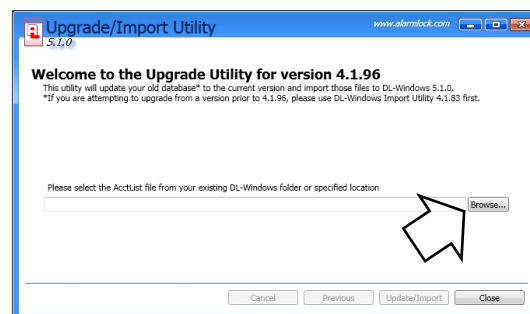 Upgrade/Import Utility
www.alarmlock.com
5.1.0
Welcome to the Upgrade Utility for version 4.1.96
This utility will update your old database* to the current version and import those files to DL-Windows 5.1.0.
*If you are attempting to upgrade from a version prior to 4.1.96, please use DL-Windows Import Utility 4.1.83 first.
Please select the AcctList file from your existing DL-Windows folder or specified location
Browse...
Cancel
Previous
Update/Import
Close